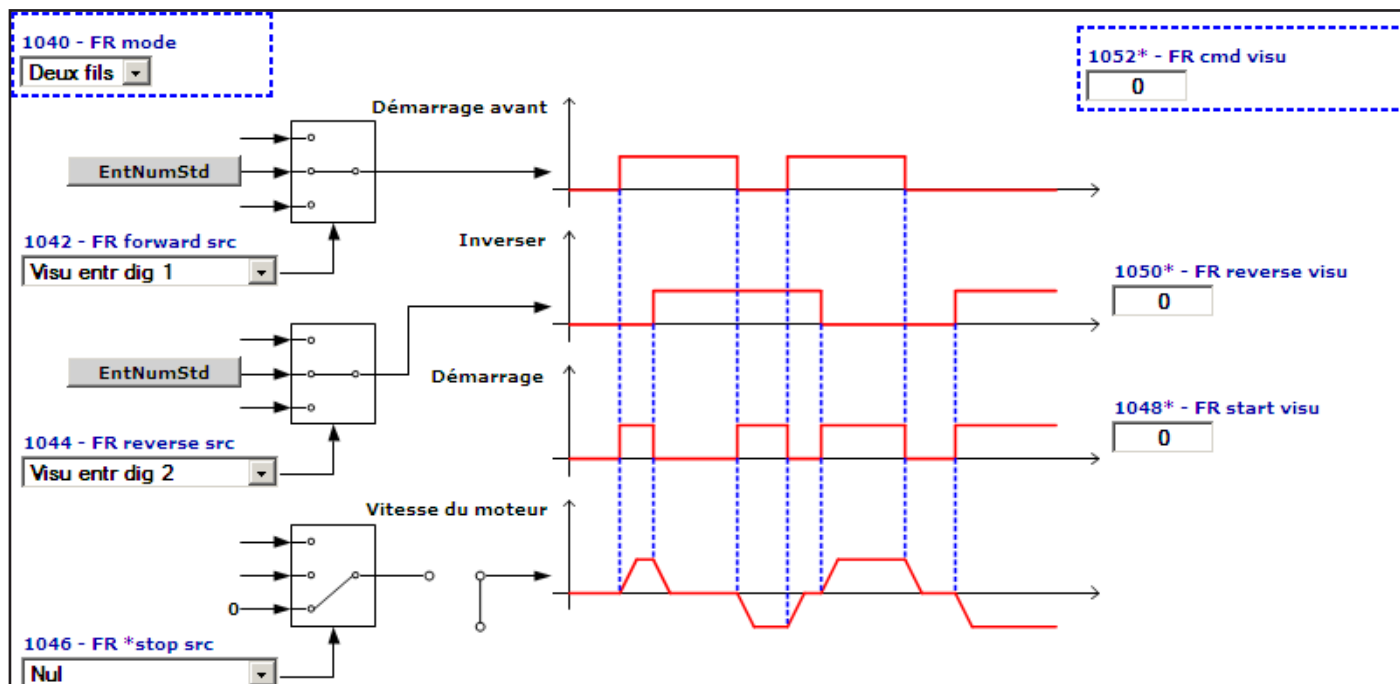 1040 - FR mode
Deux fils
1052* - FR cmd visu
0
Démarrage avant
EntNumStd
1042 - FR forward src
Visu entr dig 1
Inverser
1050* - FR reverse visu
0
EntNumStd
Démarrage
1044 - FR reverse src
Visu entr dig 2
1048* - FR start visu
0
Vitesse du moteur
0
1046 - FR *stop src
Nul